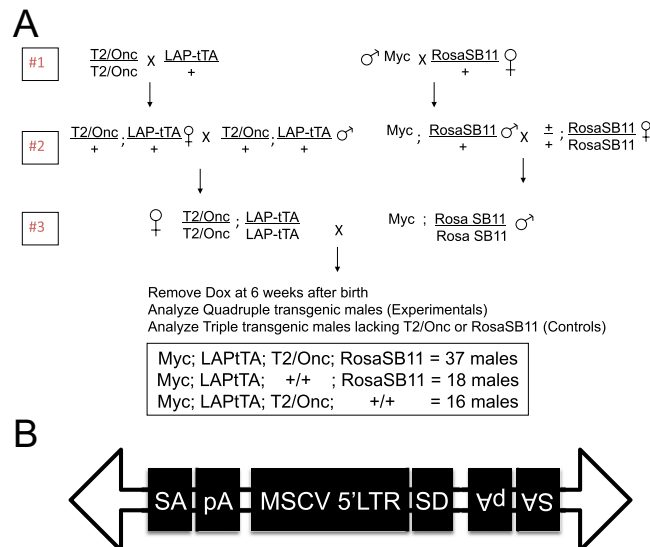 A
#1
T2/Onc X LAP-tTA
T2/Onc +
♂ Myc X RosaSB11 ♀
+
#2
T2/Onc ; LAP-tTA ♀ X T2/Onc ; LAP-tTA ♂
+ + + +
Myc ; RosaSB11 ♂ X + ; RosaSB11 ♀
+ + RosaSB11
#3
♀ T2/Onc ; LAP-tTA X Myc ; Rosa SB11 ♂
T2/Onc LAP-tTA Rosa SB11
Remove Dox at 6 weeks after birth
Analyze Quadruple transgenic males (Experimentals)
Analyze Triple transgenic males lacking T2/Onc or RosaSB11 (Controls)
Myc; LAPtTA; T2/Onc; RosaSB11 = 37 males
Myc; LAPtTA; +/+ ; RosaSB11 = 18 males
Myc; LAPtTA; T2/Onc; +/+ = 16 males
B
SA pA MSCV 5'LTR SD pA SA